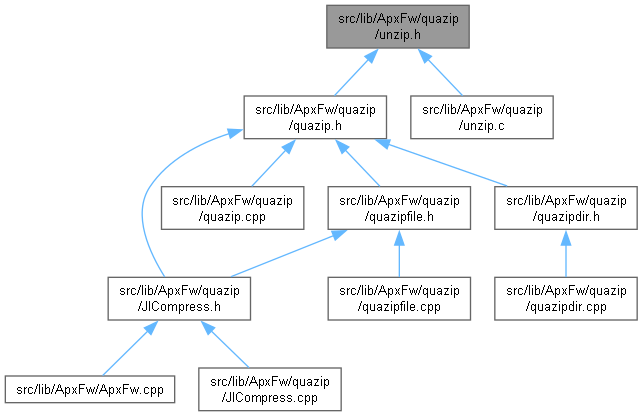 src/lib/ApxFw/quazip
/unzip.h
src/lib/ApxFw/quazip
/quazip.h
src/lib/ApxFw/quazip
/unzip.c
src/lib/ApxFw/quazip
/quazip.cpp
src/lib/ApxFw/quazip
/quazipfile.h
src/lib/ApxFw/quazip
/quazipdir.h
src/lib/ApxFw/quazip
/JlCompress.h
src/lib/ApxFw/quazip
/quazipfile.cpp
src/lib/ApxFw/quazip
/quazipdir.cpp
src/lib/ApxFw/ApxFw.cpp
src/lib/ApxFw/quazip
/JlCompress.cpp